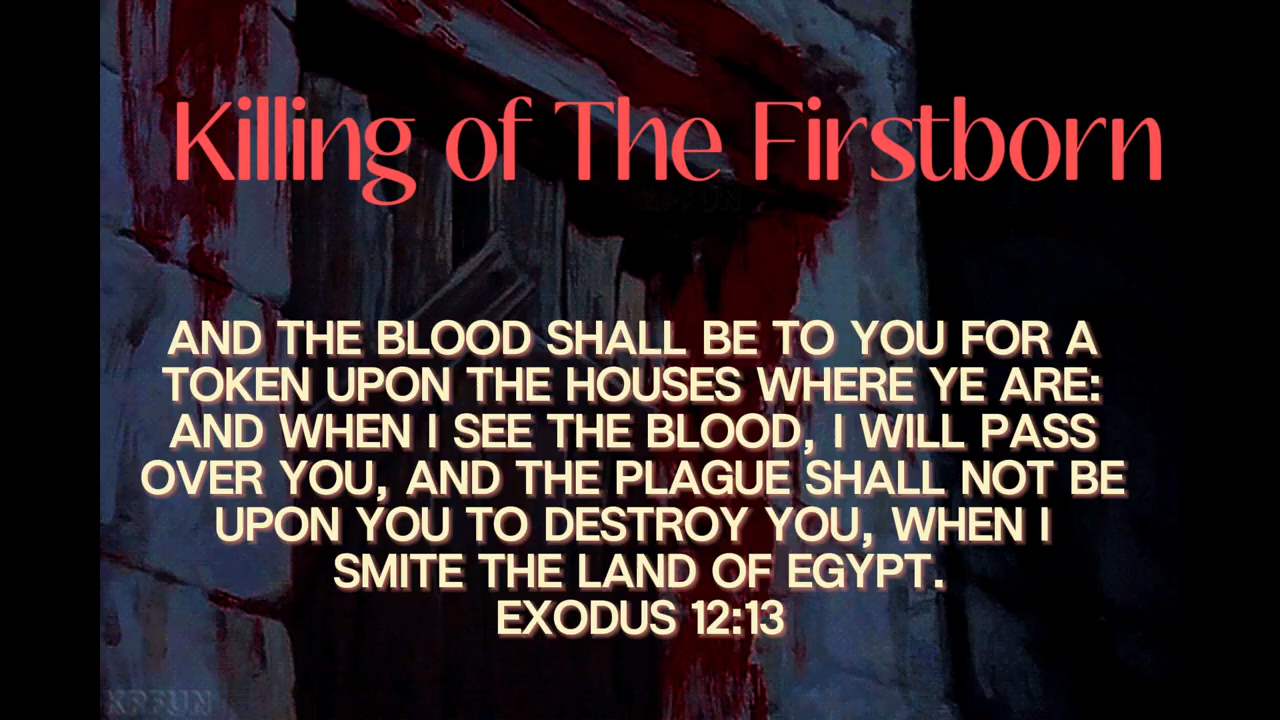 Killing of The Firstborn
AND THE BLOOD SHALL BE TO YOU FOR A
TOKEN UPON THE HOUSES WHERE YE ARE:
AND WHEN I SEE THE BLOOD, I WILL PASS
OVER YOU, AND THE PLAGUE SHALL NOT BE
UPON YOU TO DESTROY YOU, WHEN I
SMITE THE LAND OF EGYPT.
EXODUS 12:13